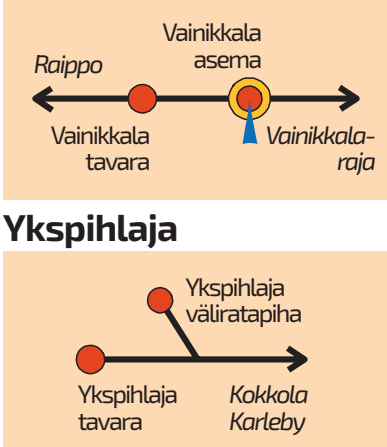 Vainikkala
asema
Raippo
Vainikkala
tavara
Vainikkala-
raja
Ykspihlaja
Ykspihlaja
väliratapiha
Ykspihlaja
tavara
Kokkola
Karleby